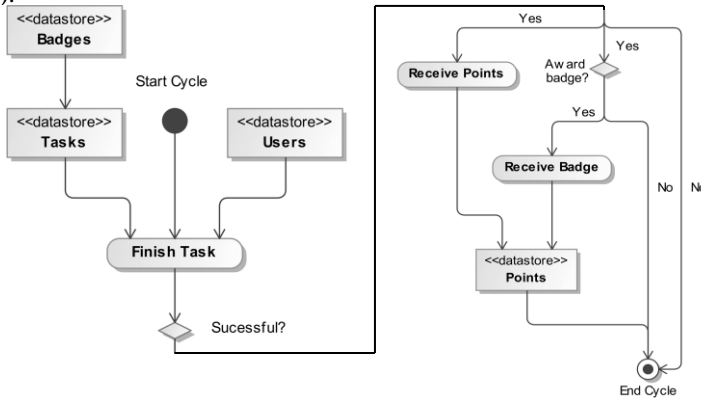 ).
<<datastore>>
Badges
Start Cycle
<<datastore>>
Tasks
<<datastore>>
Users
Finish Task
Sucessful?
Yes
Yes
Receive Points
Award
badge?
Yes
Receive Badge
No
<<datastore>>
Points
End Cycle